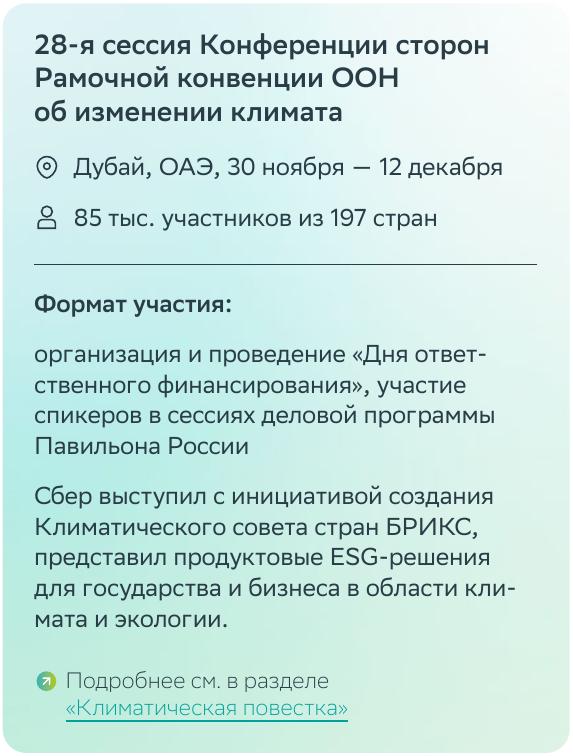 28-я сессия Конференции сторон
Рамочной конвенции ООН
об изменении климата
Дубай, ОАЭ, 30 ноября — 12 декабря
85 тыс. участников из 197 стран
Формат участия:
организация и проведение «Дня ответ-
ственного финансирования», участие
спикеров в сессиях деловой программы
Павильона России
Сбер выступил с инициативой создания
Климатического совета стран БРИКС,
представил продуктовые ESG-решения
для государства и бизнеса в области кли-
мата и экологии.
Подробнее см. в разделе
«Климатическая повестка»